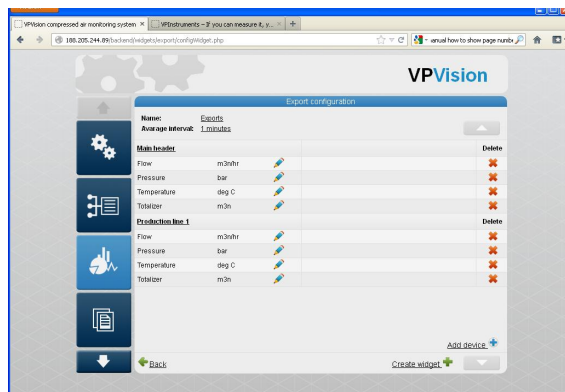 VPVision compressed air monitoring system
VPInstruments – If you can measure it, y...
188.205.244.89/backend/widgets/export/configWidget.php
anual how to show page numbe
VPVision
Export configuration
Name: Exports
Avarage interval: 1 minutes
Main header Delete
Flow m3n/hr
Pressure bar
Temperature deg C
Totalizer m3n
Production line 1 Delete
Flow m3n/hr
Pressure bar
Temperature deg C
Totalizer m3n
Add device
Back Create widget